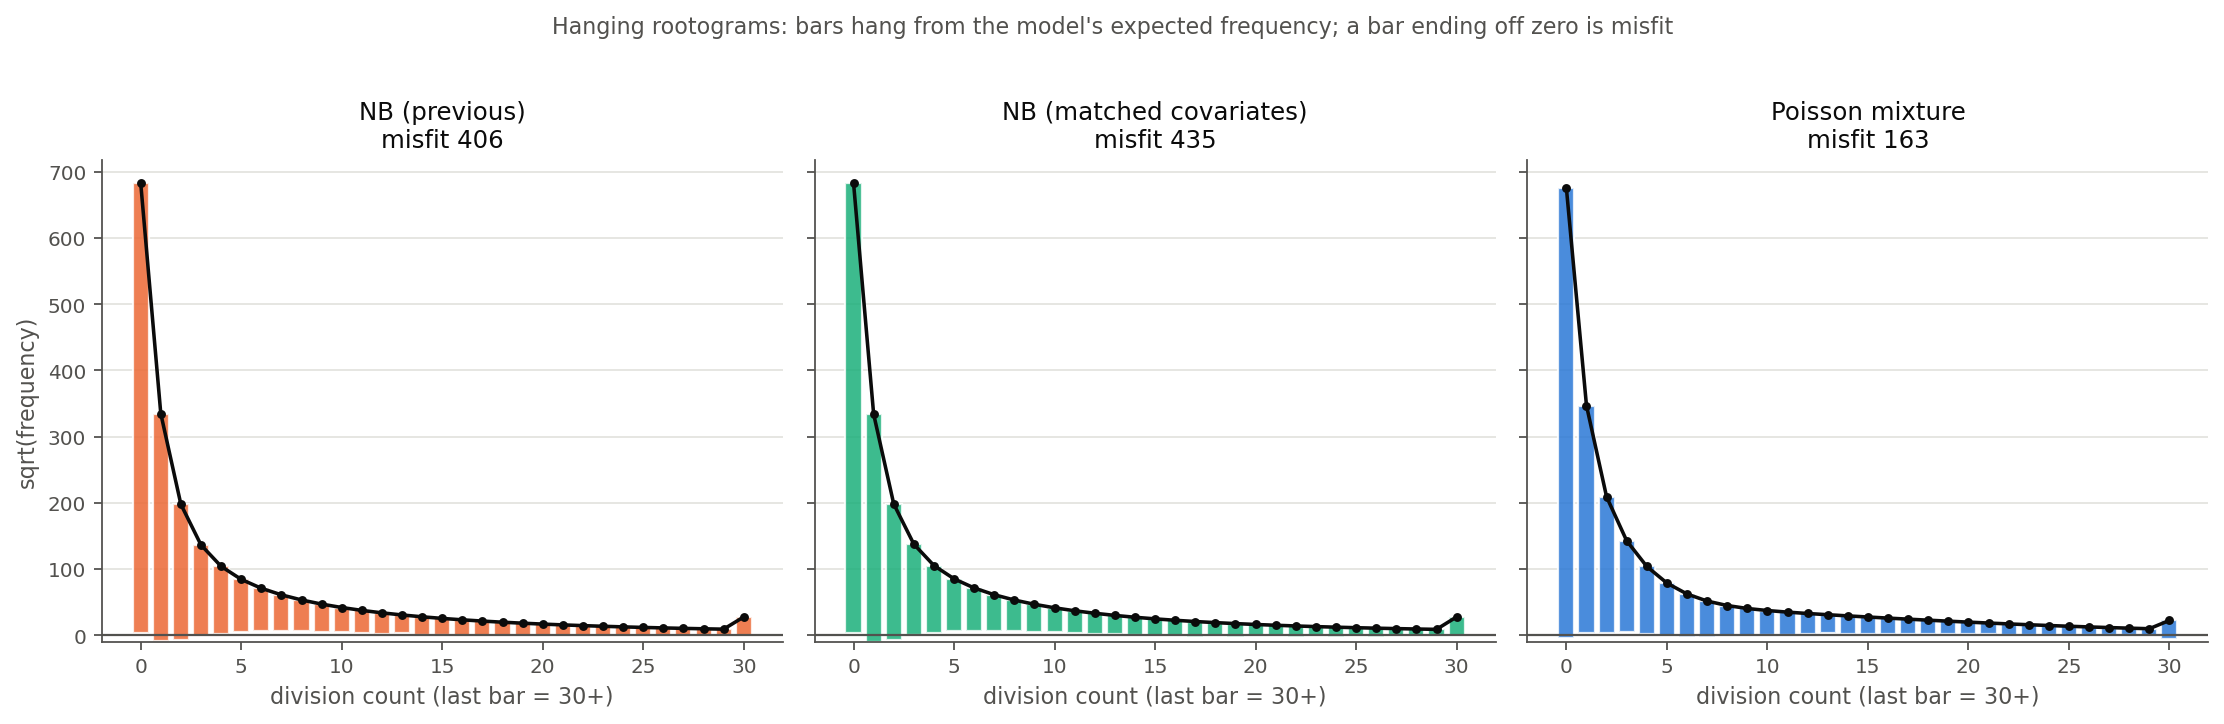 Hanging rootograms: bars hang from the model's expected frequency; a bar ending off zero is misfit
NB (previous)
misfit 406
NB (matched covariates)
misfit 435
Poisson mixture
misfit 163
sqrt(frequency)
700
600
500
400
300
200
100
0
0 5 10 15 20 25 30
0 5 10 15 20 25 30
0 5 10 15 20 25 30
division count (last bar = 30+)
division count (last bar = 30+)
division count (last bar = 30+)